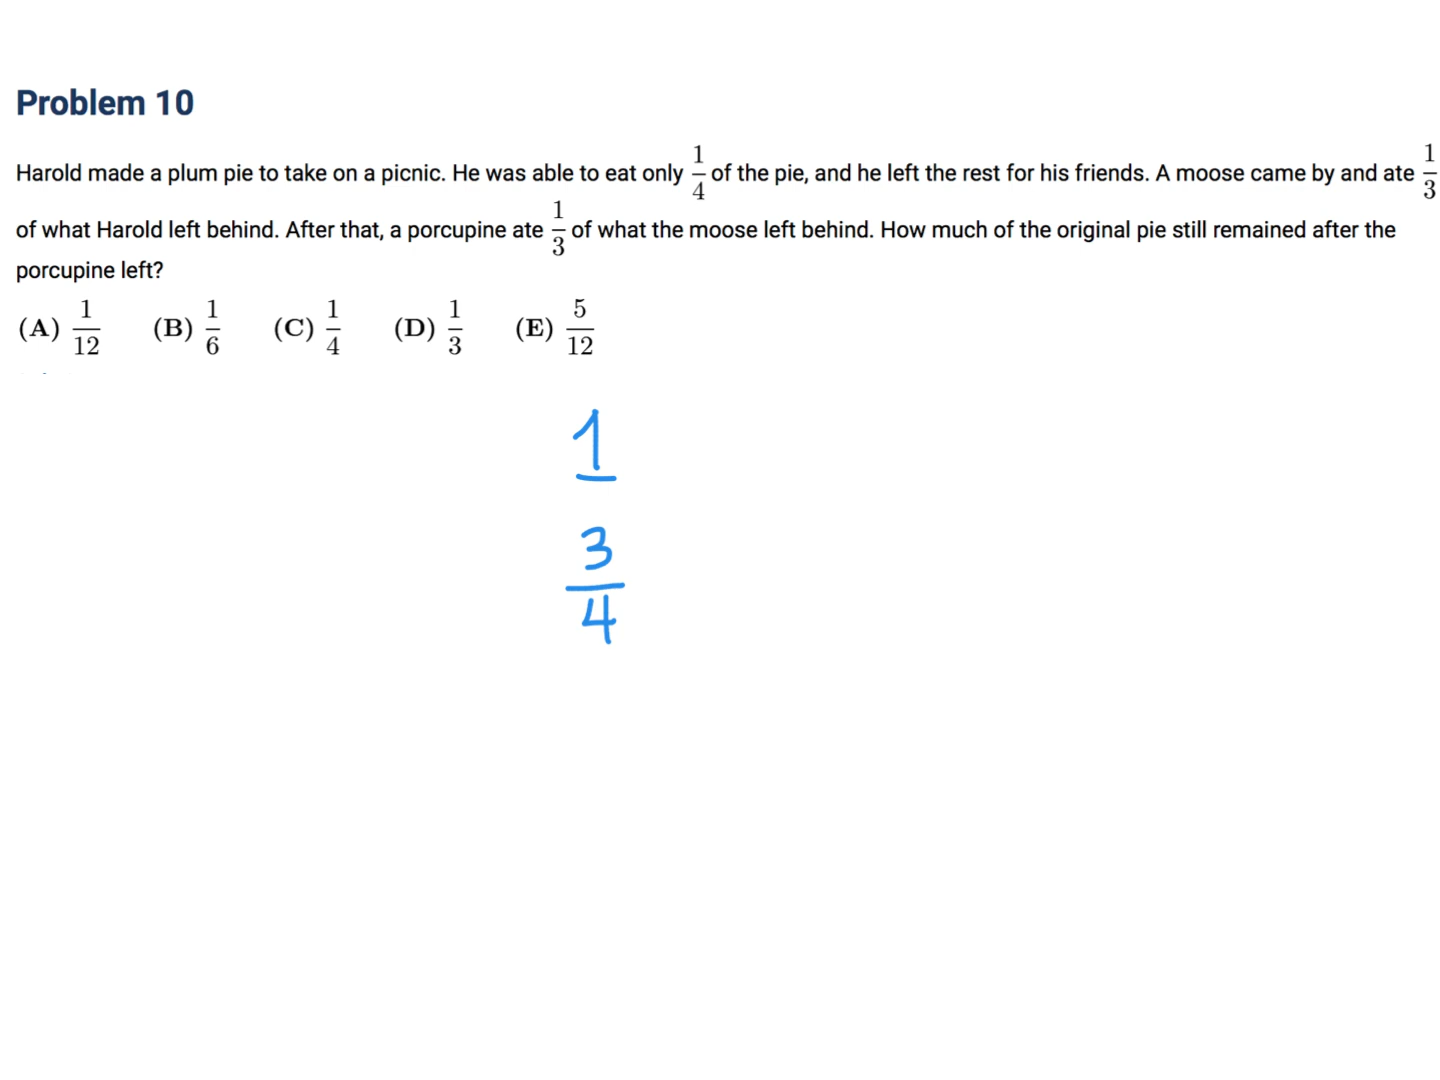 Problem 10
Harold made a plum pie to take on a picnic. He was able to eat only 1/4 of the pie, and he left the rest for his friends. A moose came by and ate 1/3
of what Harold left behind. After that, a porcupine ate 1/3 of what the moose left behind. How much of the original pie still remained after the
porcupine left?
(A) 1/12 (B) 1/6 (C) 1/4 (D) 1/3 (E) 5/12
1
3/4